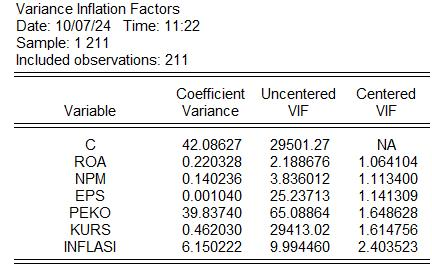 Variance Inflation Factors
Date: 10/07/24 Time: 11:22
Sample: 1 211
Included observations: 211
Coefficient Uncentered Centered
Variable Variance VIF VIF
C 42.08627 29501.27 NA
ROA 0.220328 2.188676 1.064104
NPM 0.140236 3.836012 1.113400
EPS 0.001040 25.23713 1.141309
PEKO 39.83740 65.08864 1.648628
KURS 0.462030 29413.02 1.614756
INFLASI 6.150222 9.994460 2.403523